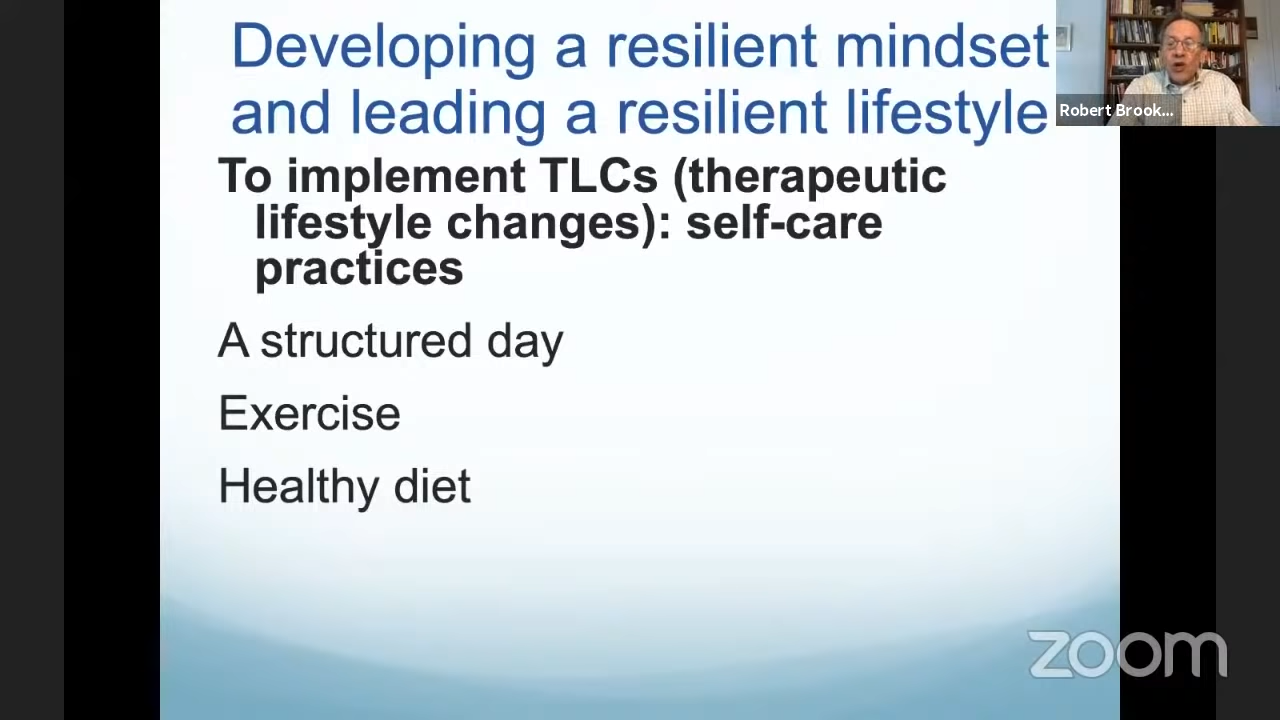 Developing a resilient mindset
and leading a resilient lifestyle
Robert Brook...
To implement TLCs (therapeutic
lifestyle changes): self-care
practices
A structured day
Exercise
Healthy diet
zoom